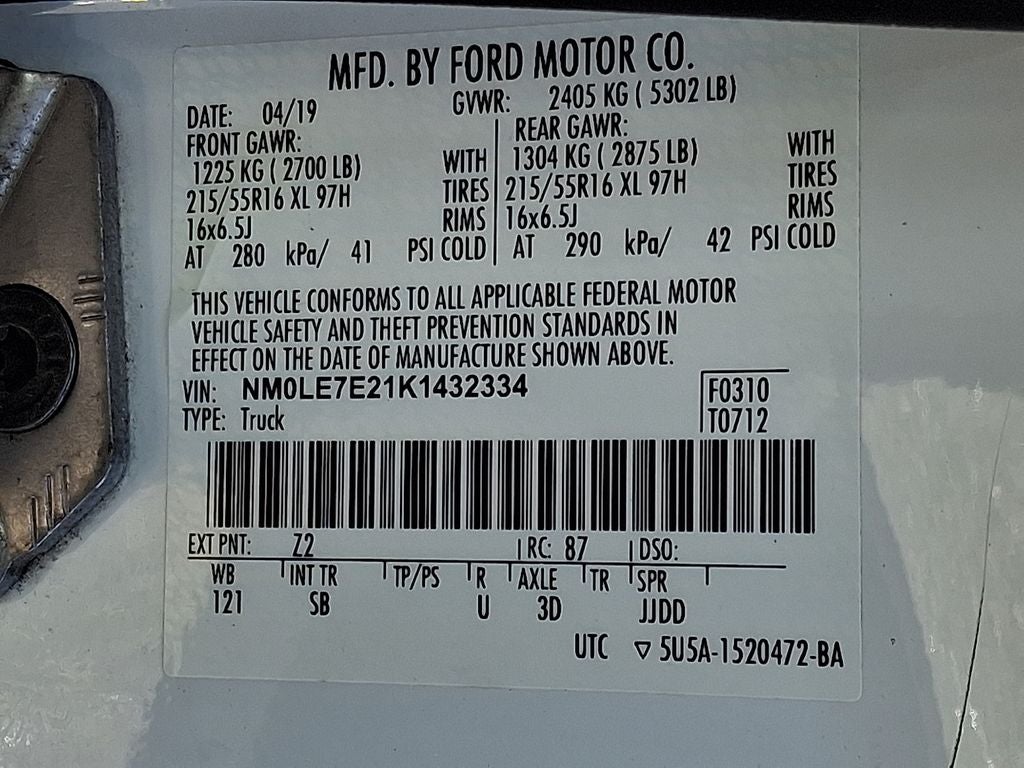 MFD. BY FORD MOTOR CO.
DATE: 04/19 GVWR: 2405 KG ( 5302 LB)
FRONT GAWR: REAR GAWR:
1225 KG ( 2700 LB) WITH 1304 KG ( 2875 LB) WITH
215/55R16 XL 97H TIRES 215/55R16 XL 97H TIRES
16x6.5J RIMS 16x6.5J RIMS
AT 280 kPa/ 41 PSI COLD AT 290 kPa/ 42 PSI COLD
THIS VEHICLE CONFORMS TO ALL APPLICABLE FEDERAL MOTOR
VEHICLE SAFETY AND THEFT PREVENTION STANDARDS IN
EFFECT ON THE DATE OF MANUFACTURE SHOWN ABOVE.
VIN: NM0LE7E21K1432334 F0310
TYPE: Truck T0712
EXT PNT: Z2 RC: 87 DSO:
WB INT TR TP/PS R AXLE TR SPR
121 SB U 3D JJDD
UTC ▽ 5U5A-1520472-BA